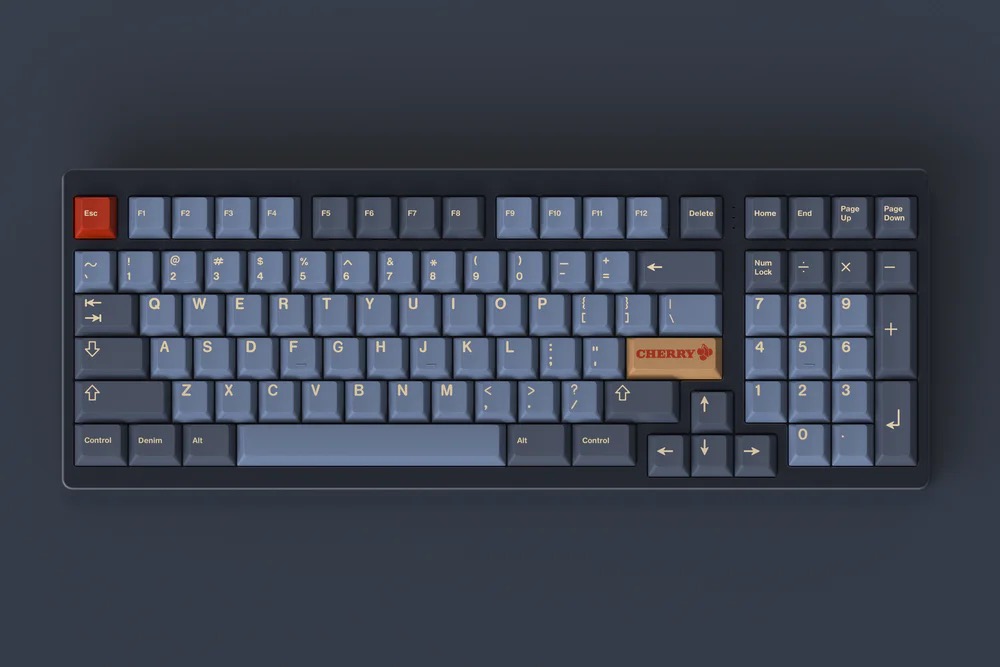 Esc F1 F2 F3 F4 F5 F6 F7 F8 F9 F10 F11 F12 Delete Home End Page Up Page Down
~ ` ! 1 @ 2 # 3 $ 4 % 5 ^ 6 & 7 * 8 ( 9 ) 0 _ - + = ← Num Lock ÷ × −
⇤ ⇥ Q W E R T Y U I O P { [ } ] | \ 7 8 9 +
⇩ A S D F G H J K L : ; " ' CHERRY 4 5 6
⇧ Z X C V B N M < , > . ? / ⇧ ↑ 1 2 3 ↵
Control Denim Alt Alt Control ← ↓ → 0 .